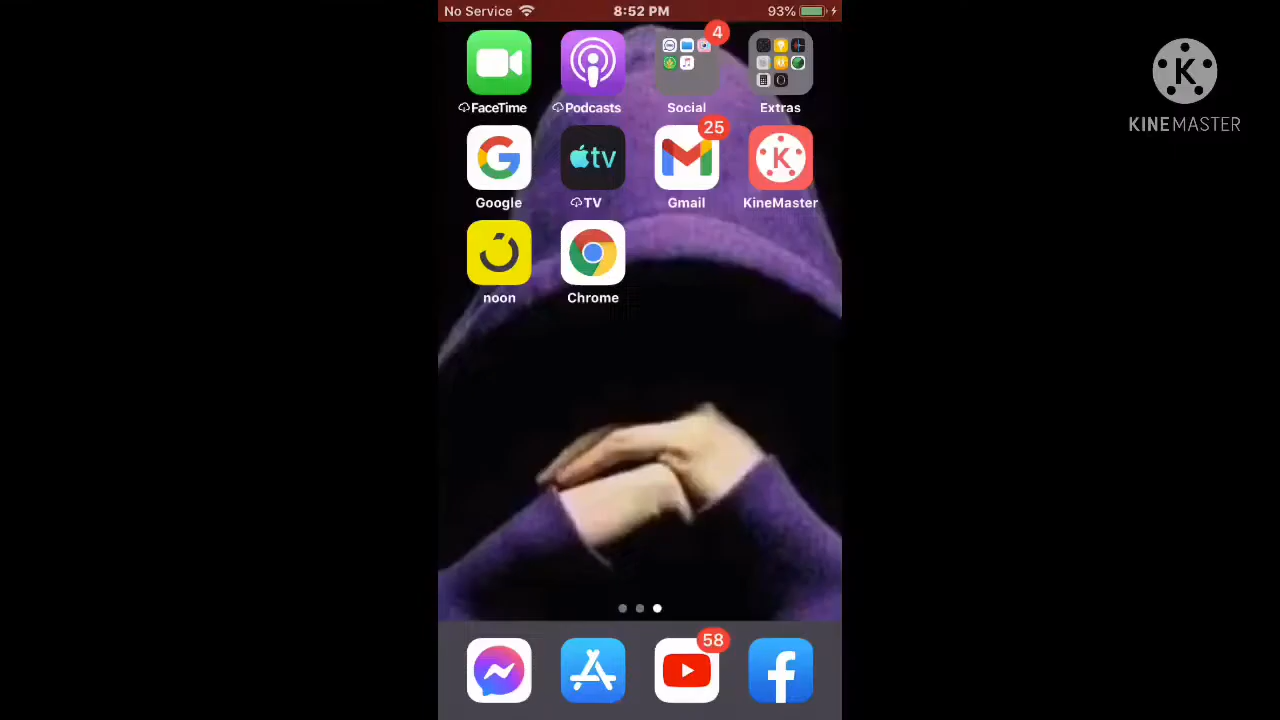 No Service 8:52 PM 93%
4
FaceTime Podcasts Social Extras
25
tv
Google TV Gmail KineMaster
noon Chrome
58
K
KINEMASTER